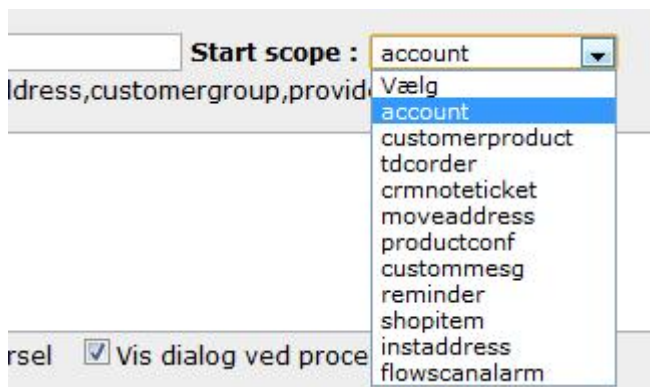 Start scope : account
ldress,customergroup,provid
Vælg
account
customerproduct
tdcorder
crmnoteticket
moveaddress
productconf
custommesg
reminder
shopitem
instaddress
flowscanalarm
rsel Vis dialog ved proce